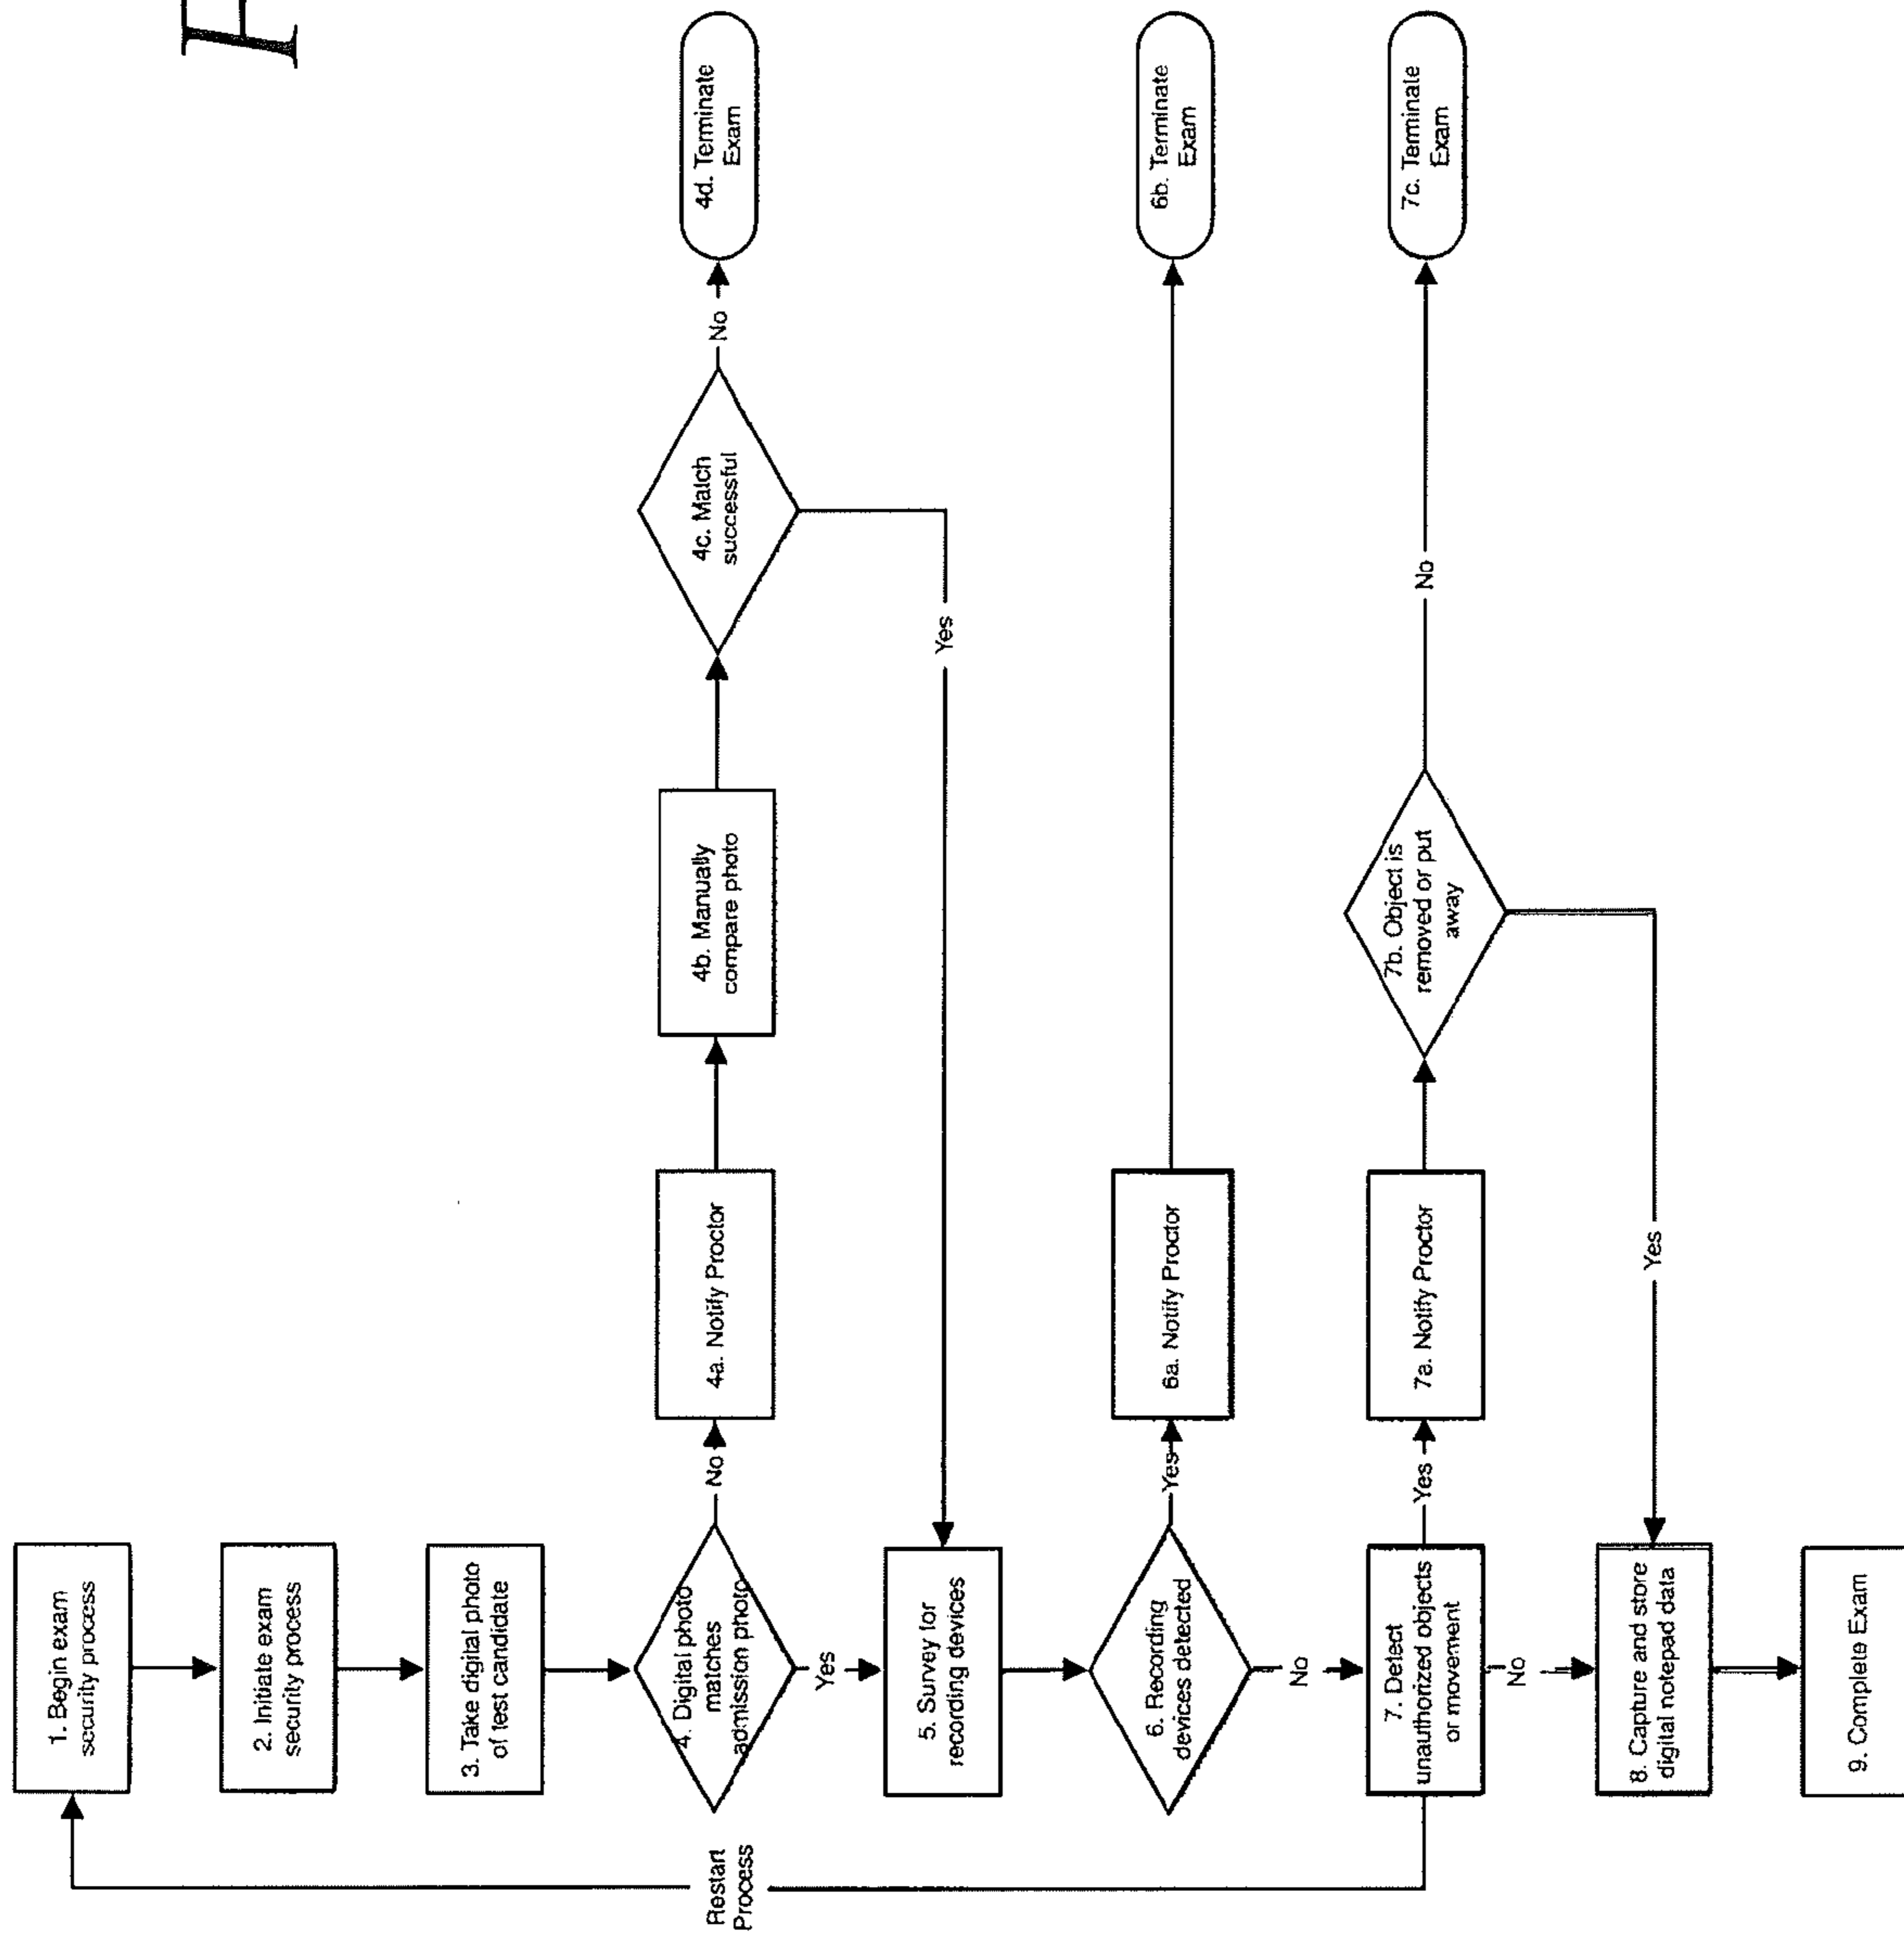 1. Begin exam
security process
2. Initiate exam
security process
3. Take digital photo
of test candidate
4. Digital photo
matches
admission photo
No
4a. Notify Proctor
4b. Manually
compare photo
4c. Match
successful
No
4d. Terminate
Exam
Yes
Yes
5. Survey for
recording devices
6. Recording
devices detected
Yes
6a. Notify Proctor
6b. Terminate
Exam
No
7. Detect
unauthorized objects
or movement
Yes
7a. Notify Proctor
7b. Object is
removed or put
away
No
7c. Terminate
Exam
Yes
No
8. Capture and store
digital notepad data
9. Complete Exam
Restart
Process